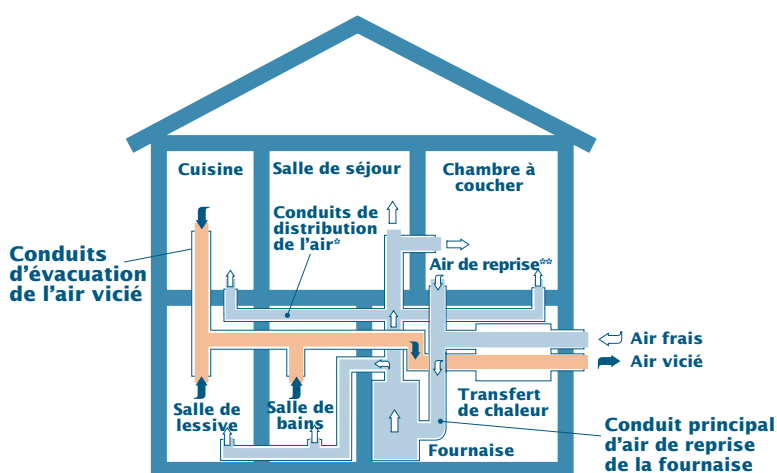 Cuisine
Salle de séjour
Chambre à
coucher
Conduits de
distribution
de l'air*
Conduits
d'évacuation
de l'air vicié
Air de reprise**
Air frais
Air vicié
Salle de
lessive
Salle de
bains
Transfert
de chaleur
Fournaise
Conduit principal
d'air de reprise
de la fournaise